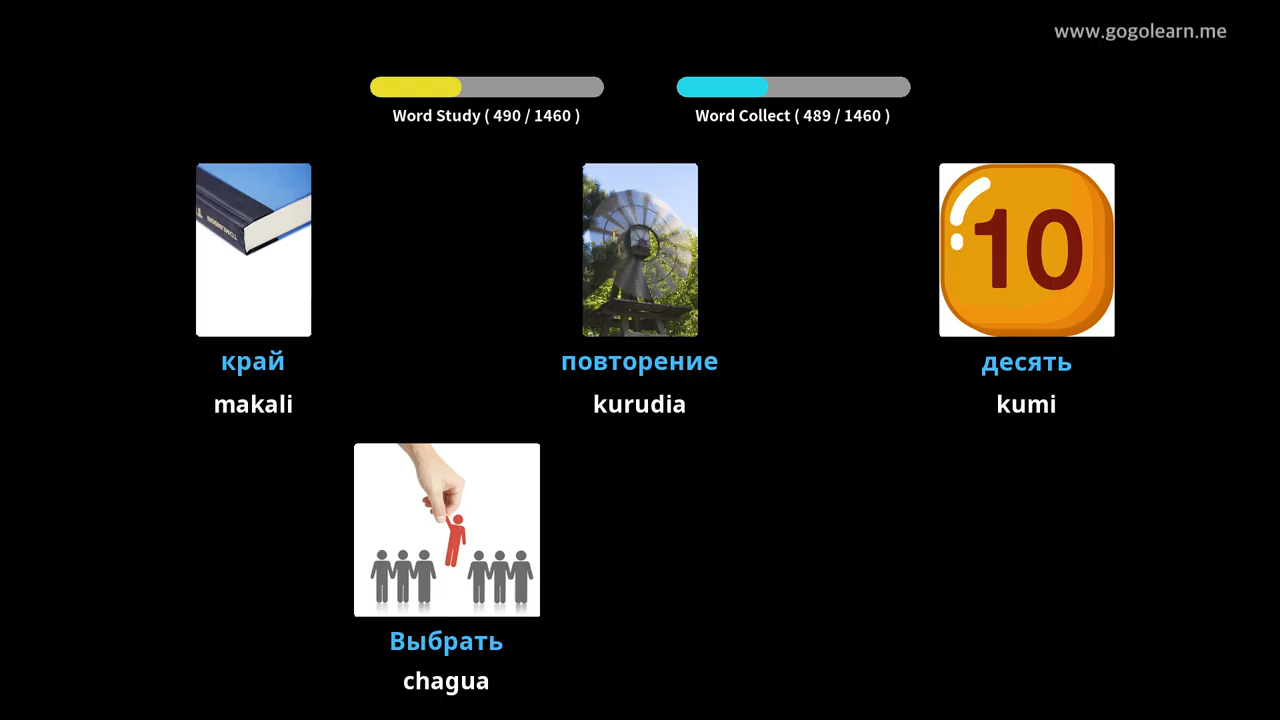 www.gogolearn.me
Word Study ( 490 / 1460 )
Word Collect ( 489 / 1460 )
TOMLINSON
10
край
повторение
десять
makali
kurudia
kumi
Выбрать
chagua